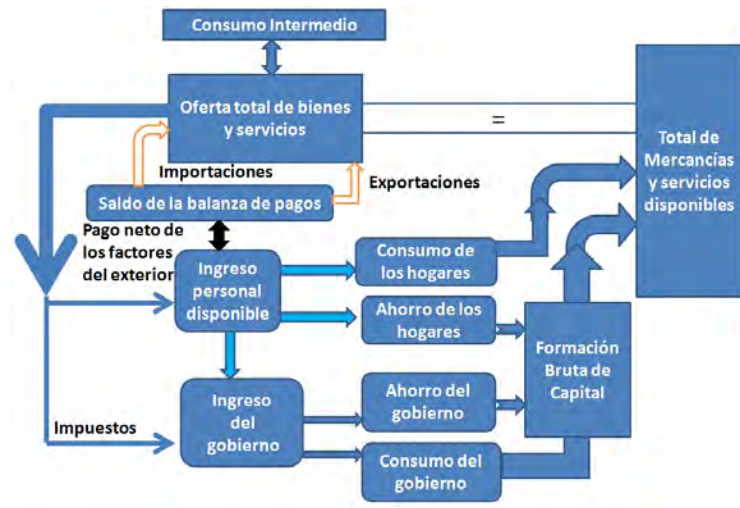 Consumo Intermedio
Oferta total de bienes
y servicios
=
Total de
Mercancías
y servicios
disponibles
Importaciones
Exportaciones
Saldo de la balanza de pagos
Pago neto de
los factores
del exterior
Ingreso
personal
disponible
Consumo de
los hogares
Ahorro de los
hogares
Formación
Bruta de
Capital
Impuestos
Ingreso
del
gobierno
Ahorro del
gobierno
Consumo del
gobierno